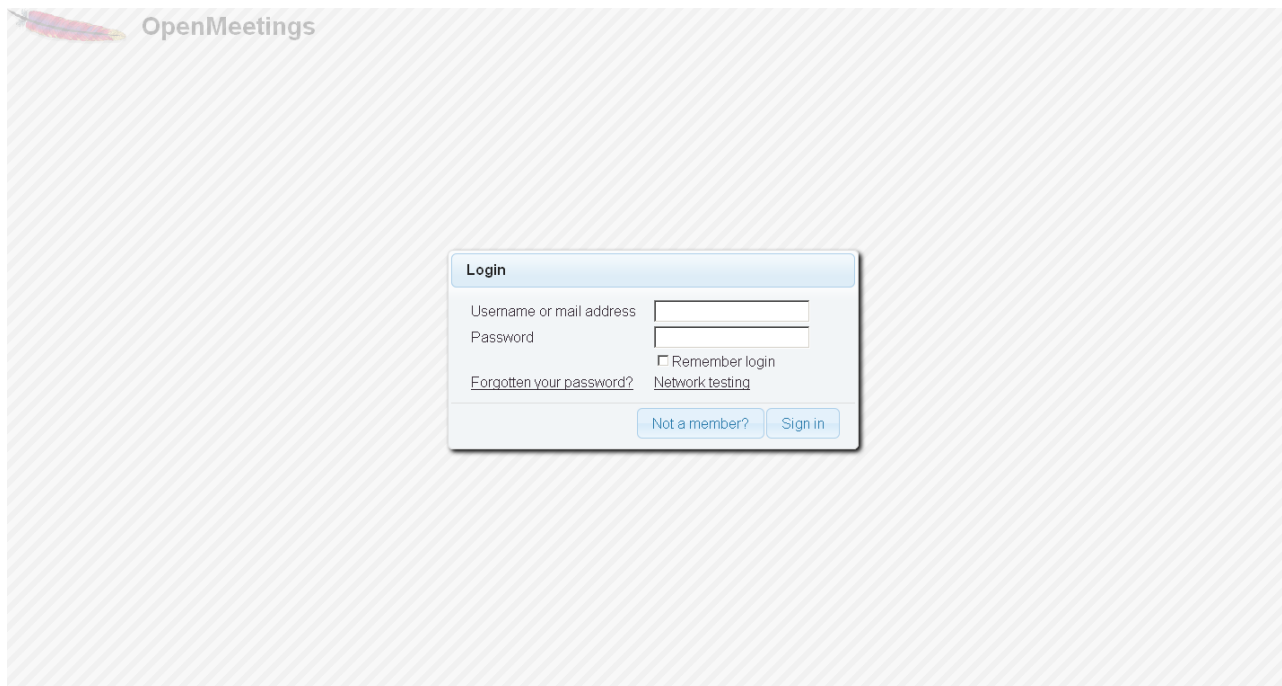 OpenMeetings
Login
Username or mail address
Password
Remember login
Forgotten your password? Network testing
Not a member? Sign in